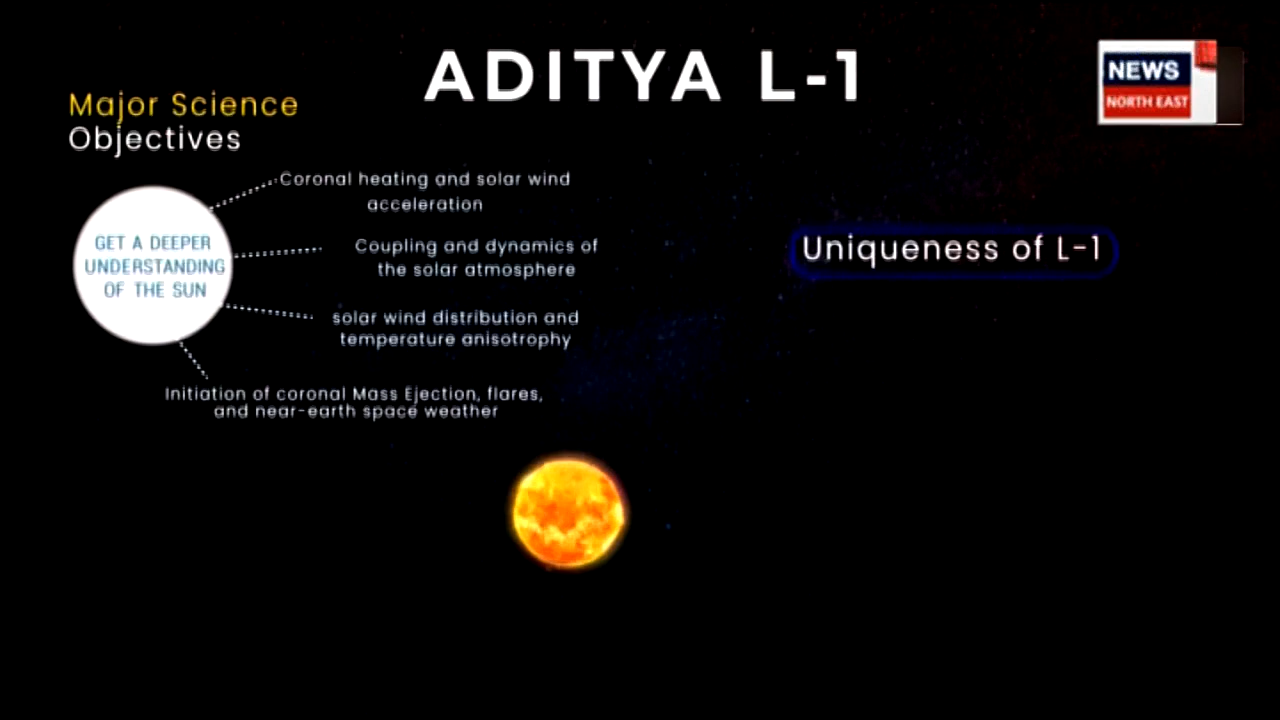 ADITYA L-1
NEWS
NORTH EAST
Major Science
Objectives
Coronal heating and solar wind
acceleration
GET A DEEPER
UNDERSTANDING
OF THE SUN
Coupling and dynamics of
the solar atmosphere
solar wind distribution and
temperature anisotrophy
Initiation of coronal Mass Ejection, flares,
and near-earth space weather
Uniqueness of L-1